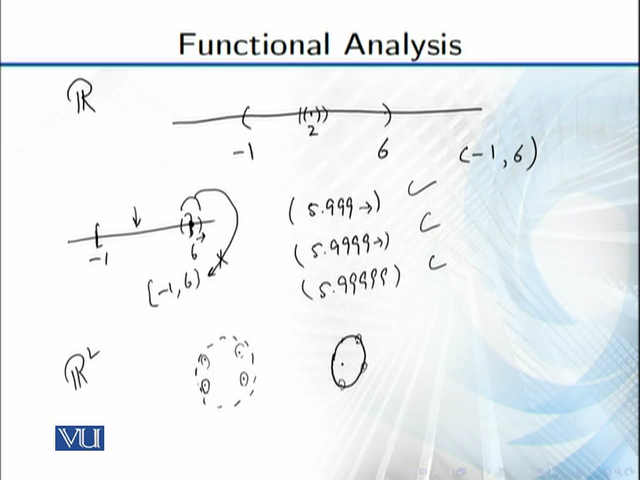 Functional Analysis
ℝ
2
-1 6 (-1, 6)
(5.999→)
(5.9999→)
-1 6
[-1, 6)
(5.99999)
ℝ²
VU